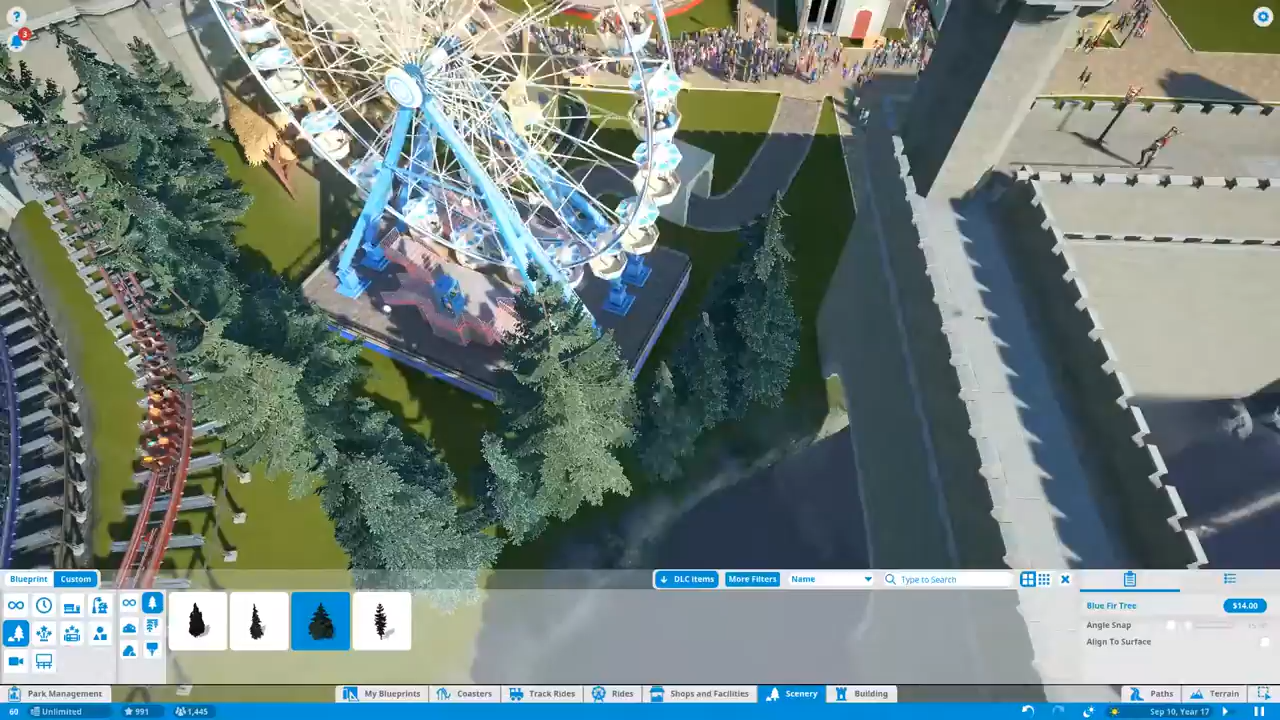 ?
3
Blueprint
Custom
DLC Items
More Filters
Name
Type to Search
Blue Fir Tree
$14.00
Angle Snap
Align To Surface
Park Management
My Blueprints
Coasters
Track Rides
Rides
Shops and Facilities
Scenery
Building
Paths
Terrain
60
Unlimited
991
1,445
Sep 10, Year 17